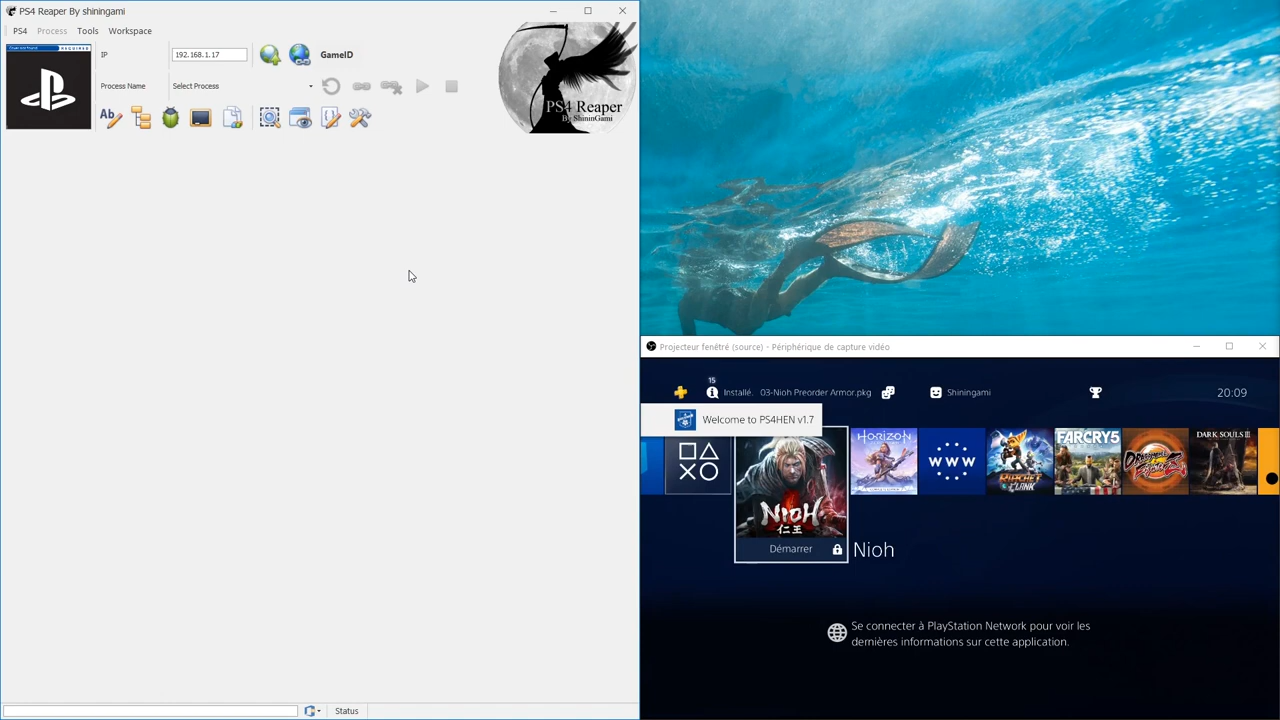 PS4 Reaper By shiningami
PS4 Process Tools Workspace
IP 192.168.1.17 GameID
Process Name Select Process
Ab
PS4 Reaper
By ShininGami
Status
Projecteur fenêtré (source) - Périphérique de capture vidéo
15
Installé. 03-Nioh Preorder Armor.pkg Shiningami 20:09
Welcome to PS4HEN v1.7
HORIZON
WWW
RATCHET CLANK
FARCRY5
DARK SOULS III
NIOH
仁王
Démarrer
Nioh
Se connecter à PlayStation Network pour voir les
dernières informations sur cette application.